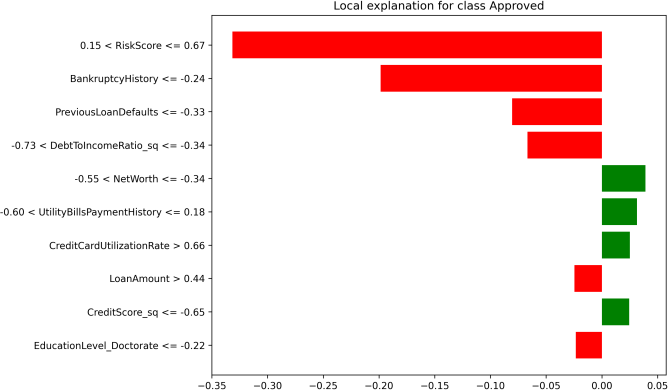 Local explanation for class Approved
0.15 < RiskScore <= 0.67
BankruptcyHistory <= -0.24
PreviousLoanDefaults <= -0.33
-0.73 < DebtToIncomeRatio_sq <= -0.34
-0.55 < NetWorth <= -0.34
-0.60 < UtilityBillsPaymentHistory <= 0.18
CreditCardUtilizationRate > 0.66
LoanAmount > 0.44
CreditScore_sq <= -0.65
EducationLevel_Doctorate <= -0.22
−0.35 −0.30 −0.25 −0.20 −0.15 −0.10 −0.05 0.00 0.05